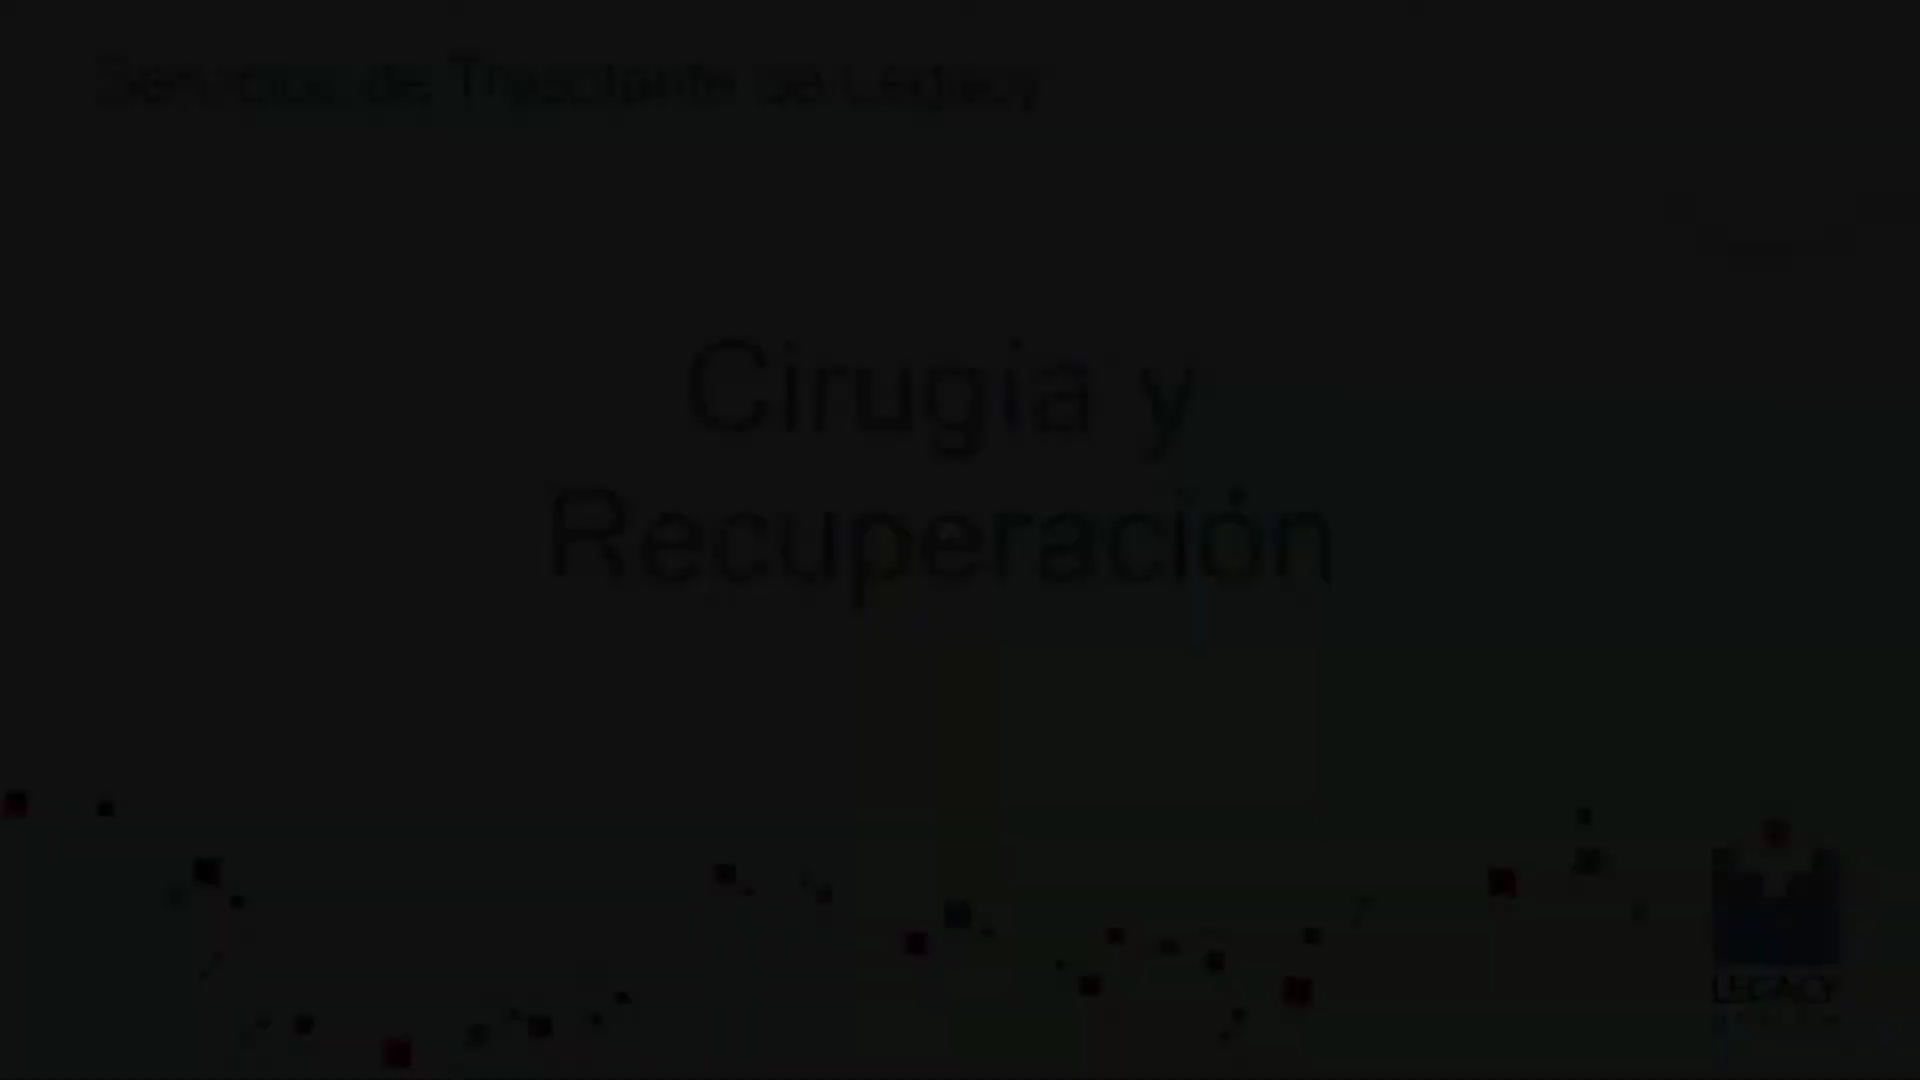 Servicios de Trasplante de Legacy
Cirugía y
Recuperación
LEGACY